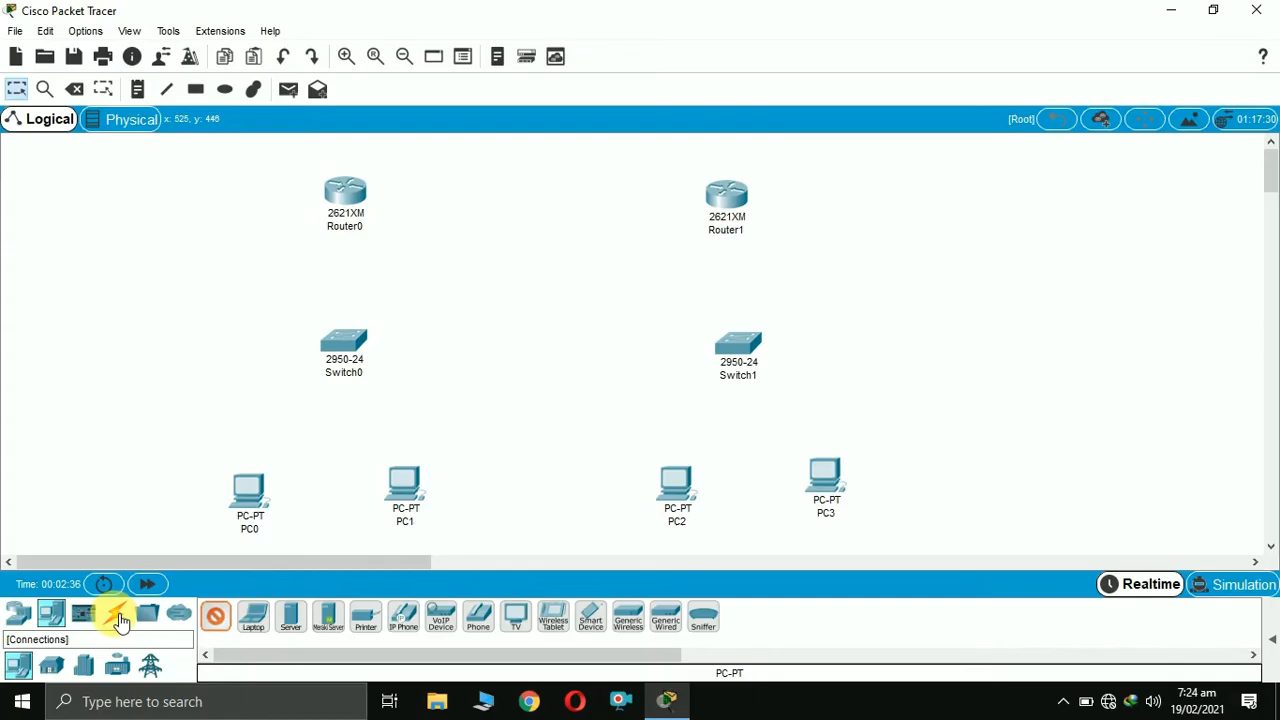 Cisco Packet Tracer
File Edit Options View Tools Extensions Help
Logical Physical x: 525, y: 446 [Root] 01:17:30
2621XM
Router0
2621XM
Router1
2950-24
Switch0
2950-24
Switch1
PC-PT
PC0
PC-PT
PC1
PC-PT
PC2
PC-PT
PC3
Time: 00:02:36 Realtime Simulation
Laptop
Server
Meraki Server
Printer
IP Phone
VoIP Device
Phone
TV
Wireless Tablet
Smart Device
Generic Wireless
Generic Wired
Sniffer
[Connections]
PC-PT
Type here to search
7:24 am
19/02/2021